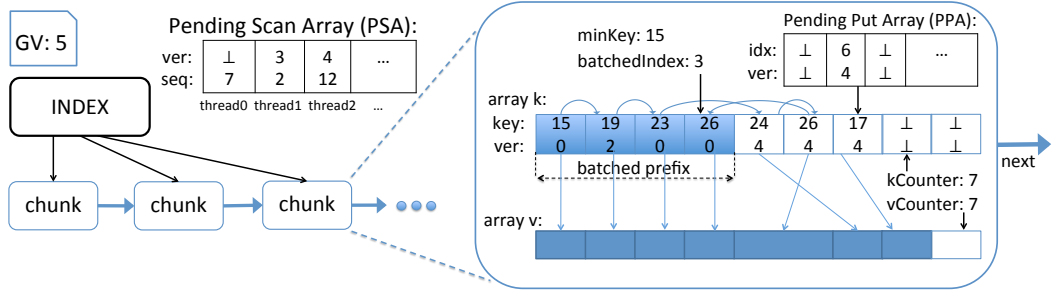 GV: 5
Pending Scan Array (PSA):
ver: ⊥ 3 4 ...
seq: 7 2 12
thread0 thread1 thread2 ...
INDEX
chunk chunk chunk
minKey: 15
batchedIndex: 3
Pending Put Array (PPA):
idx: ⊥ 6 ⊥ ...
ver: ⊥ 4 ⊥
array k:
key: 15 19 23 26 24 26 17 ⊥ ⊥
ver: 0 2 0 0 4 4 4 ⊥ ⊥
batched prefix
next
kCounter: 7
vCounter: 7
array v: